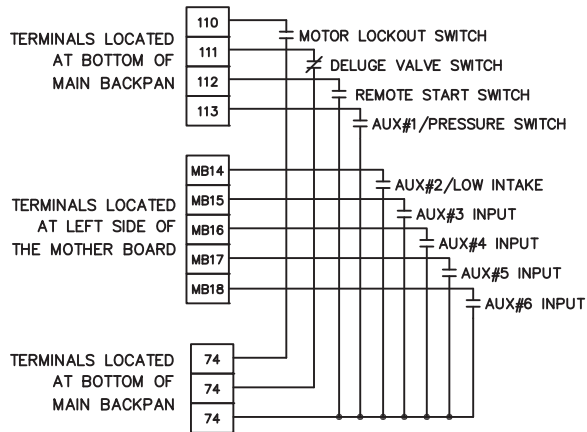 110
MOTOR LOCKOUT SWITCH
TERMINALS LOCATED
AT BOTTOM OF
MAIN BACKPAN
111
DELUGE VALVE SWITCH
112
REMOTE START SWITCH
113
AUX#1/PRESSURE SWITCH
MB14
AUX#2/LOW INTAKE
TERMINALS LOCATED
AT LEFT SIDE OF
THE MOTHER BOARD
MB15
AUX#3 INPUT
MB16
AUX#4 INPUT
MB17
AUX#5 INPUT
MB18
AUX#6 INPUT
TERMINALS LOCATED
AT BOTTOM OF
MAIN BACKPAN
74
74
74